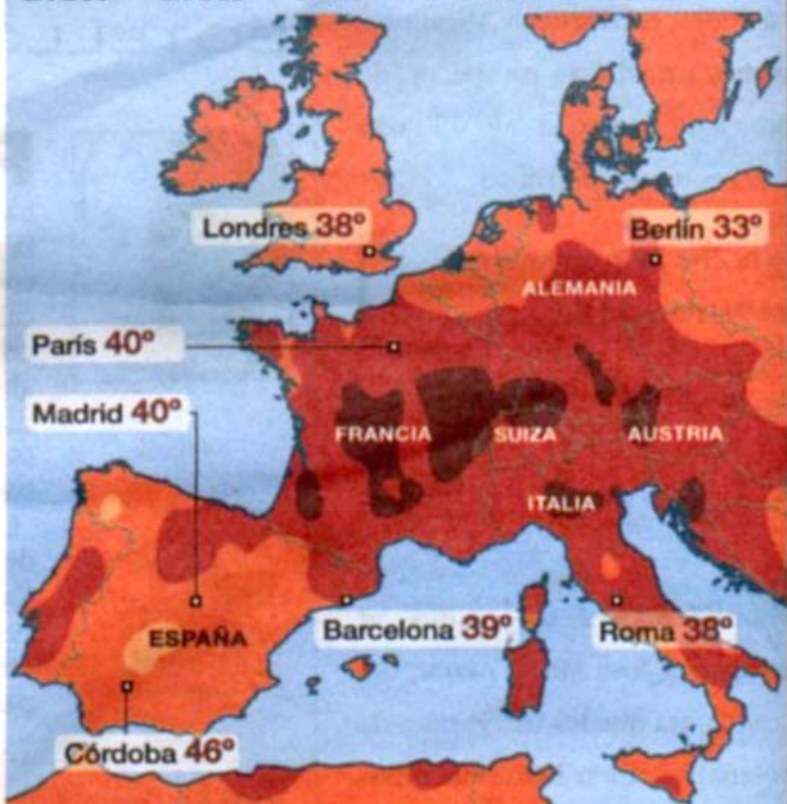 Londres 38º
Berlín 33º
ALEMANIA
París 40º
Madrid 40º
FRANCIA
SUIZA
AUSTRIA
ITALIA
ESPAÑA
Barcelona 39º
Roma 38º
Córdoba 46º